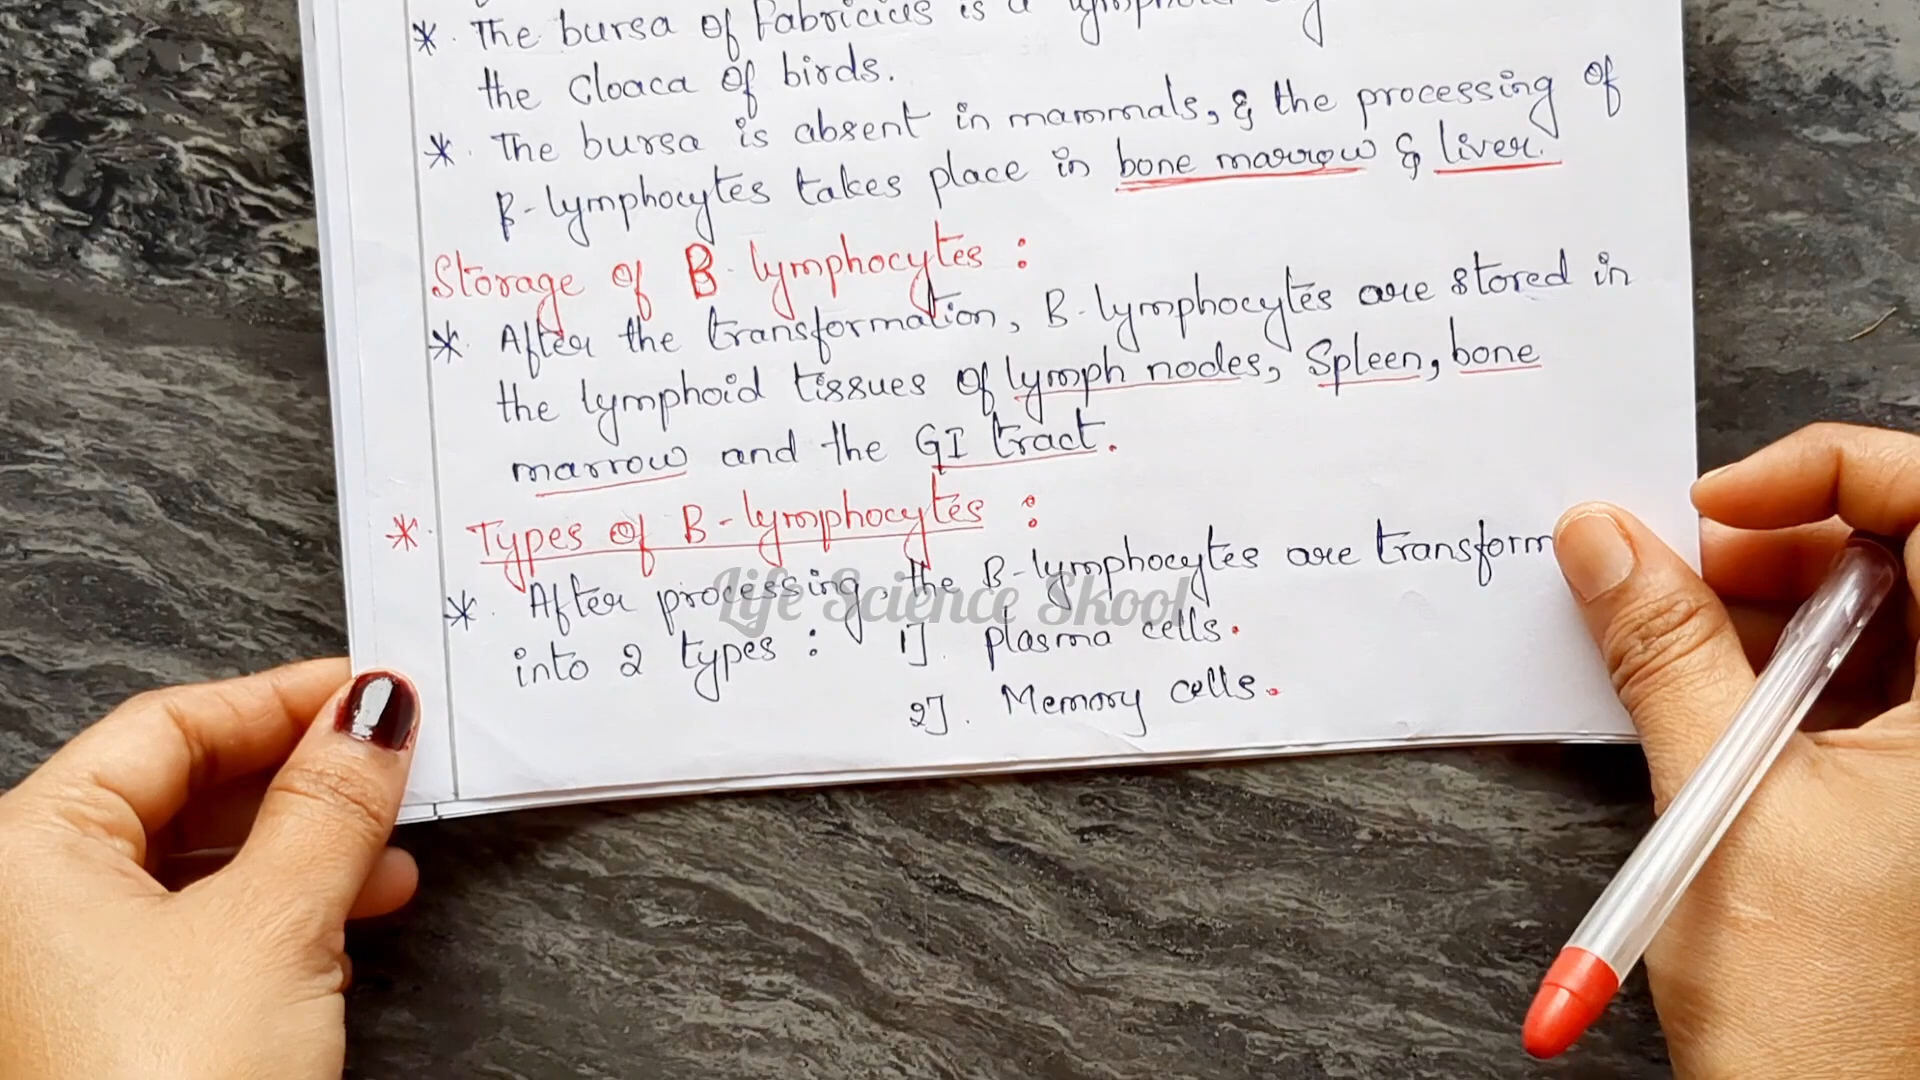 * The bursa of Fabricius is a
the cloaca of birds.
* The bursa is absent in mammals, & the processing of
B-lymphocytes takes place in bone marrow & liver.
Storage of B lymphocytes :
* After the transformation, B-lymphocytes are stored in
the lymphoid tissues of lymph nodes, Spleen, bone
marrow and the GI tract.
* Types of B-lymphocytes :
* After processing, the B-lymphocytes are transform
into 2 types : 1]. plasma cells.
2]. Memory cells.
Life Science Skool